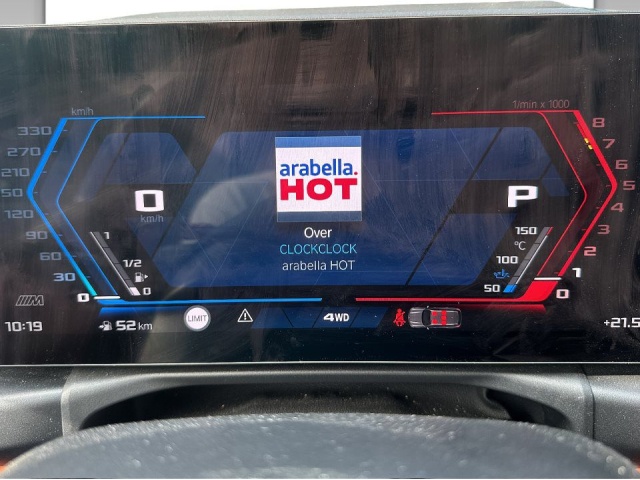 km/h
1/min x 1000
330
270
210
150
120
90
60
30
0
0
km/h
1
1/2
0
arabella.
HOT
Over
CLOCKCLOCK
arabella HOT
P
150
°C
100
50
8
7
6
5
4
3
2
1
0
M
10:19
52 km
LIMIT
4WD
+21.5